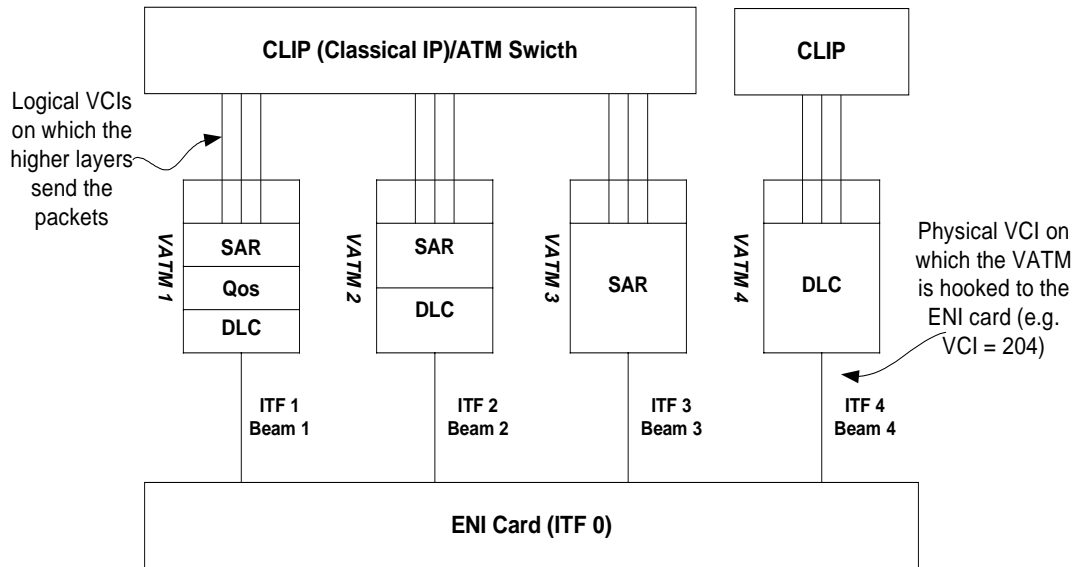 CLIP (Classical IP)/ATM Swicth
CLIP
Logical VCIs
on which the
higher layers
send the
packets
VATM 1
SAR
Qos
DLC
VATM 2
SAR
DLC
VATM 3
SAR
VATM 4
DLC
Physical VCI on
which the VATM
is hooked to the
ENI card (e.g.
VCI = 204)
ITF 1
Beam 1
ITF 2
Beam 2
ITF 3
Beam 3
ITF 4
Beam 4
ENI Card (ITF 0)